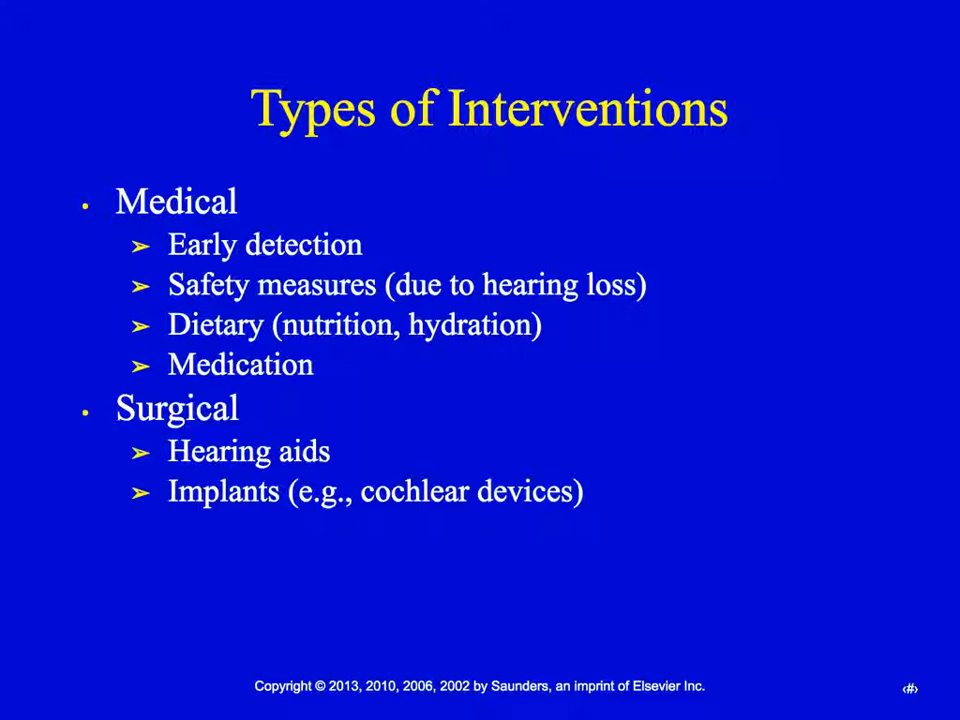 Types of Interventions
• Medical
➢ Early detection
➢ Safety measures (due to hearing loss)
➢ Dietary (nutrition, hydration)
➢ Medication
• Surgical
➢ Hearing aids
➢ Implants (e.g., cochlear devices)
Copyright © 2013, 2010, 2006, 2002 by Saunders, an imprint of Elsevier Inc.
‹#›